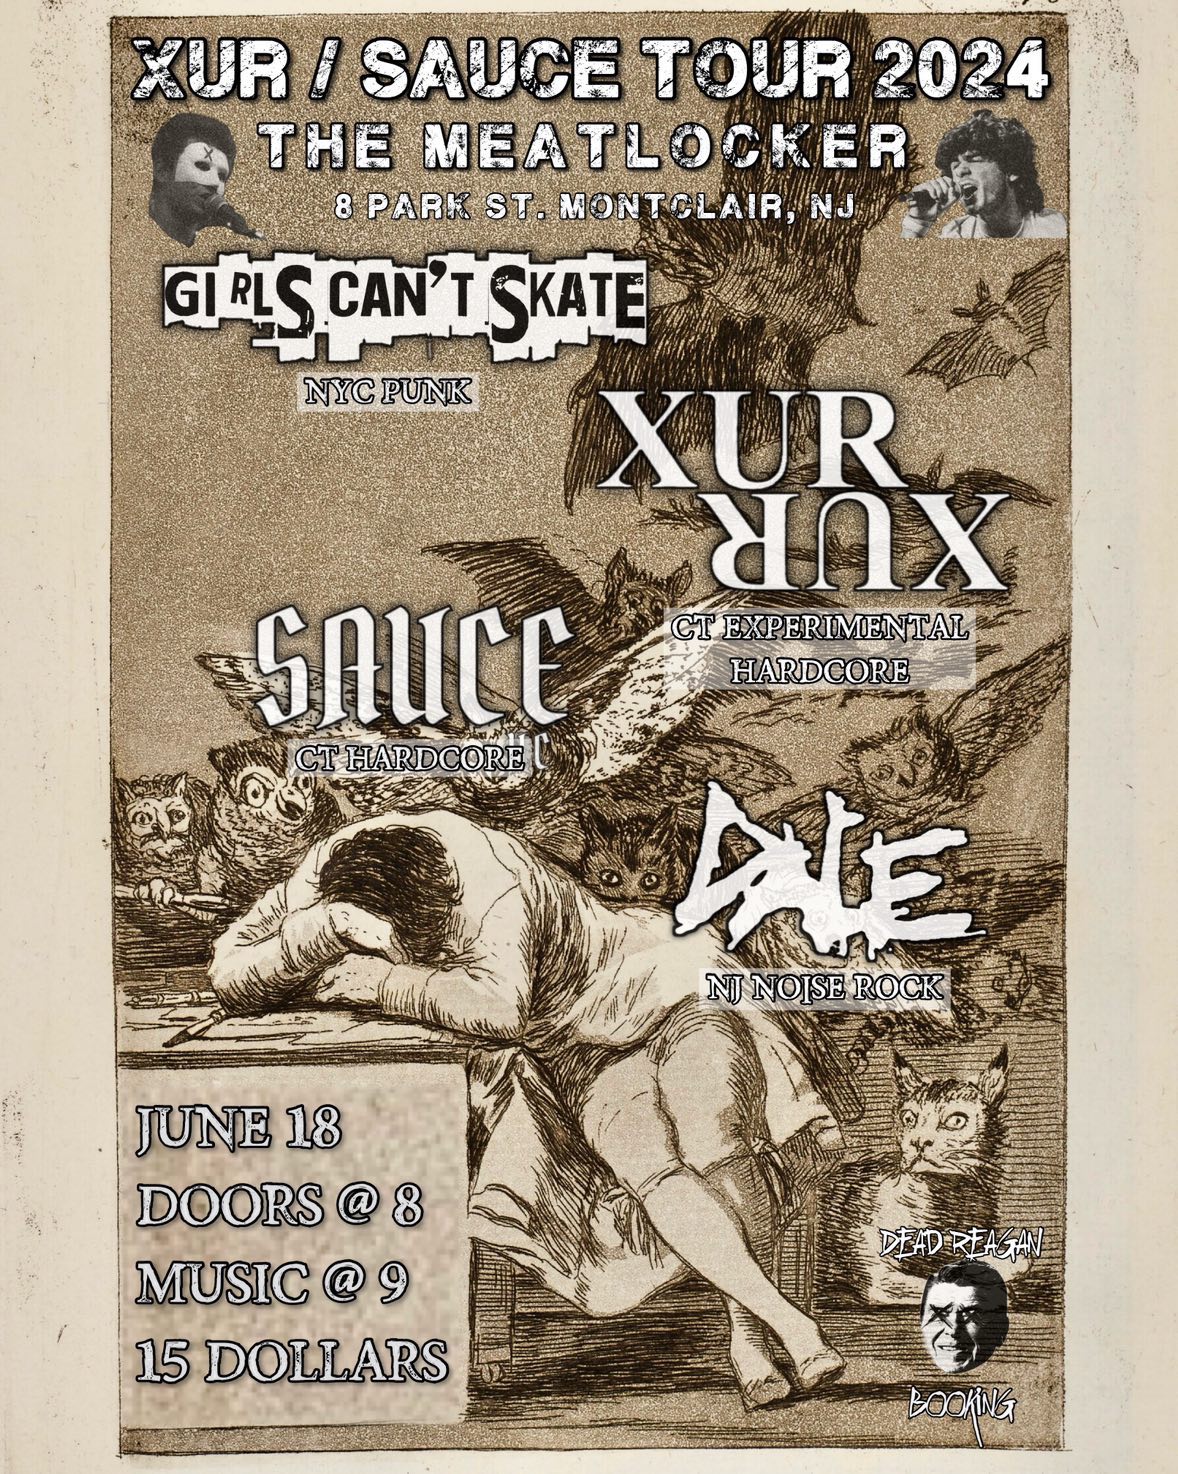 XUR / SAUCE TOUR 2024
THE MEATLOCKER
8 PARK ST. MONTCLAIR, NJ
GIRLS CAN'T SKATE
NYC PUNK
XUR
XUR
CT EXPERIMENTAL
HARDCORE
SAUCE
CT HARDCORE
DALE
NJ NOISE ROCK
JUNE 18
DOORS @ 8
MUSIC @ 9
15 DOLLARS
DEAD REAGAN
BOOKING